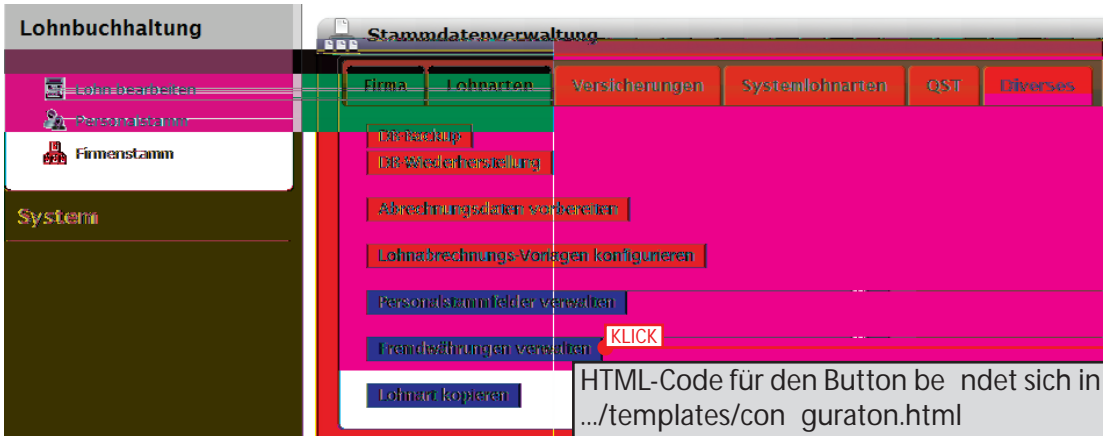 Lohnbuchhaltung
Stammdatenverwaltung
Firma Lohnarten Versicherungen Systemlohnarten QST Diverses
Lohn bearbeiten
Personalstamm
Firmenstamm
System
DB Backup
DB Wiederherstellung
Abrechnungsdaten vorbereiten
Lohnabrechnungs-Vorlagen konfigurieren
Personalstammfelder verwalten
Fremdwährungen verwalten
KLICK
Lohnart kopieren
HTML-Code für den Button be ndet sich in
.../templates/con guraton.html